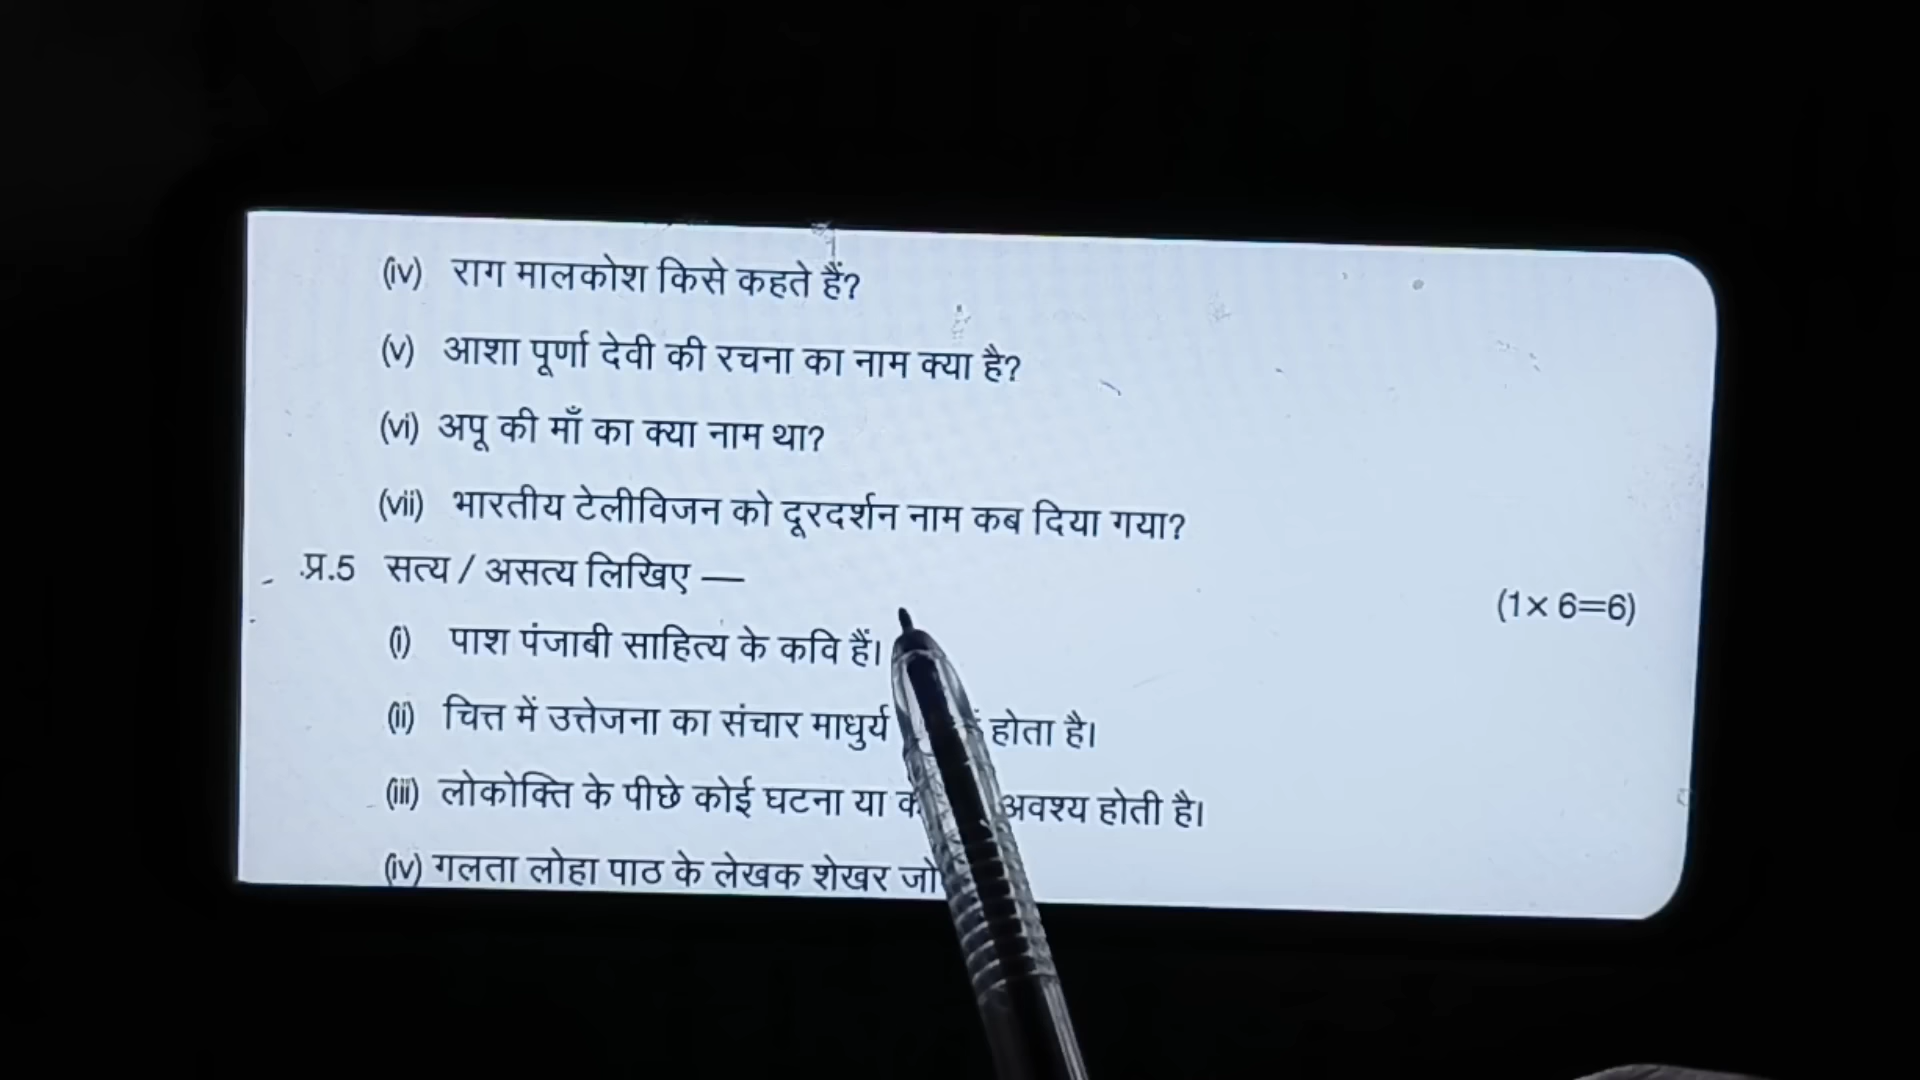 (iv) राग मालकोश किसे कहते हैं?
(v) आशा पूर्णा देवी की रचना का नाम क्या है?
(vi) अपू की माँ का क्या नाम था?
(vii) भारतीय टेलीविजन को दूरदर्शन नाम कब दिया गया?
प्र.5 सत्य / असत्य लिखिए — (1× 6=6)
(i) पाश पंजाबी साहित्य के कवि हैं।
(ii) चित्त में उत्तेजना का संचार माधुर्य होता है।
(iii) लोकोक्ति के पीछे कोई घटना या अवश्य होती है।
(iv) गलता लोहा पाठ के लेखक शेखर